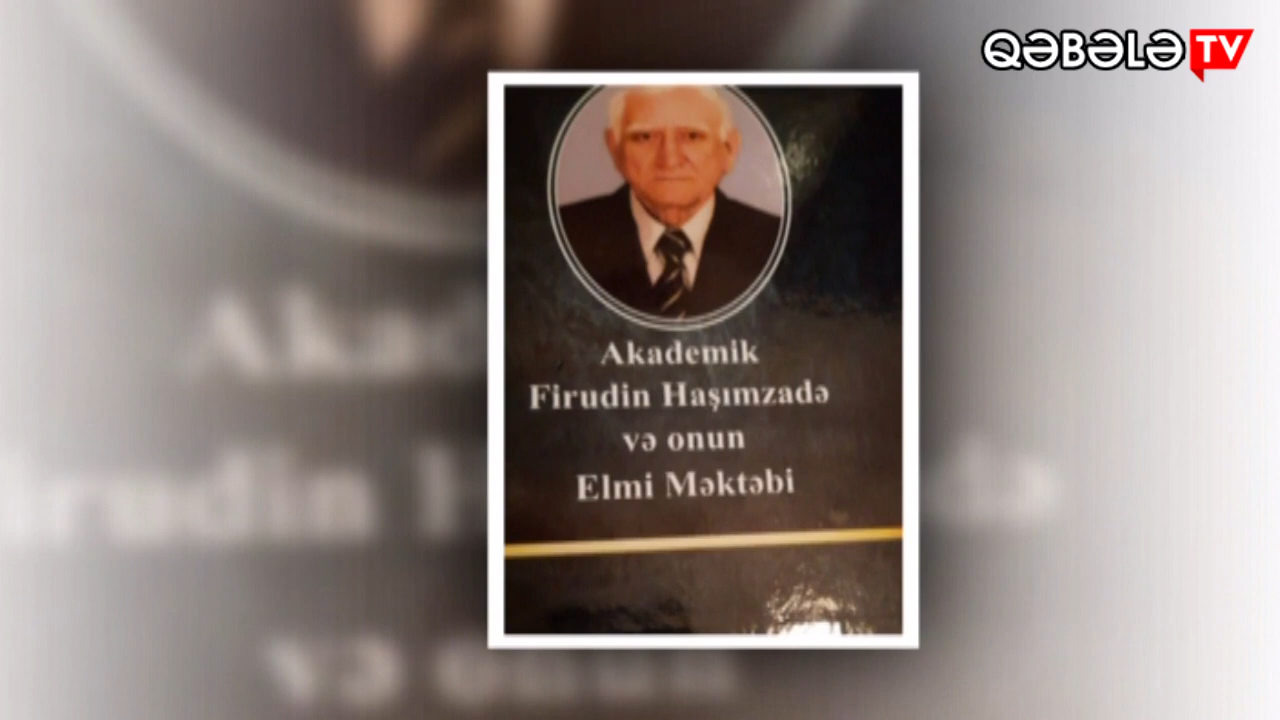 QƏBƏLƏ TV
Akademik
Firudin Haşımzadə
və onun
Elmi Məktəbi